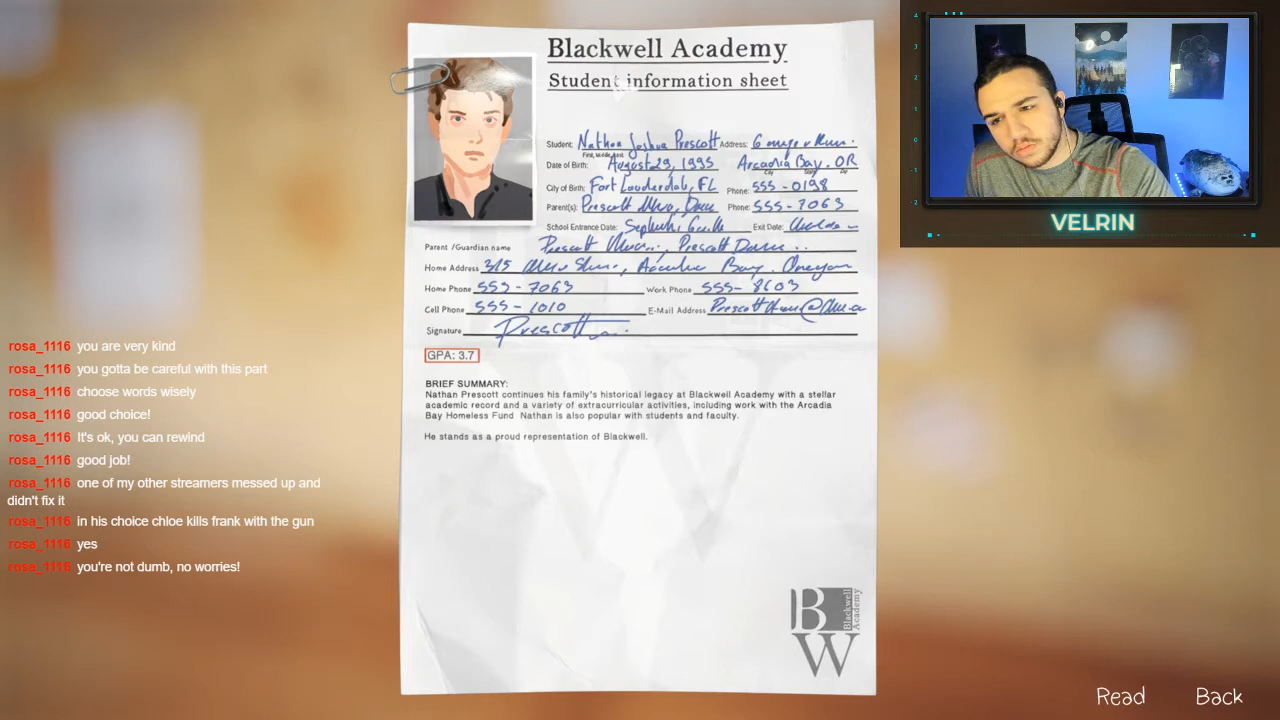 Blackwell Academy
Student information sheet
Student: Nathan Joshua Prescott Address:
Date of Birth: August 29, 1995 Arcadia Bay, OR
City of Birth: Fort Lauderdale, FL Phone: 555-0198
Parent(s): Prescott Phone: 555-7063
School Entrance Date: Exit Date:
Parent /Guardian name Prescott Prescott
Home Address 315 Bay,
Home Phone 555-7063 Work Phone 555-8603
Cell Phone 555-1010 E-Mail Address
Signature Prescott
GPA: 3.7
BRIEF SUMMARY:
Nathan Prescott continues his family's historical legacy at Blackwell Academy with a stellar
academic record and a variety of extracurricular activities, including work with the Arcadia
Bay Homeless Fund Nathan is also popular with students and faculty.
He stands as a proud representation of Blackwell.
B Blackwell Academy
W
Read Back
VELRIN
rosa_1116 you are very kind
rosa_1116 you gotta be careful with this part
rosa_1116 choose words wisely
rosa_1116 good choice!
rosa_1116 It's ok, you can rewind
rosa_1116 good job!
rosa_1116 one of my other streamers messed up and
didn't fix it
rosa_1116 in his choice chloe kills frank with the gun
rosa_1116 yes
rosa_1116 you're not dumb, no worries!